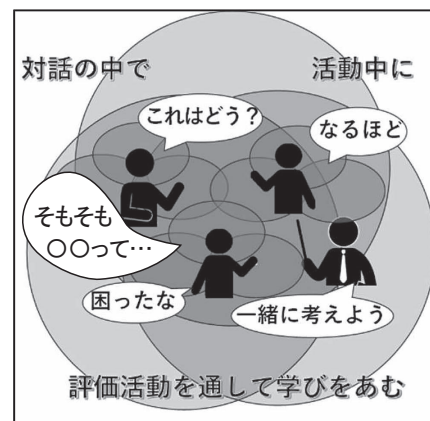 対話の中で
活動中に
これはどう？
なるほど
そもそも
〇〇って…
困ったな
一緒に考えよう
評価活動を通して学びをあむ